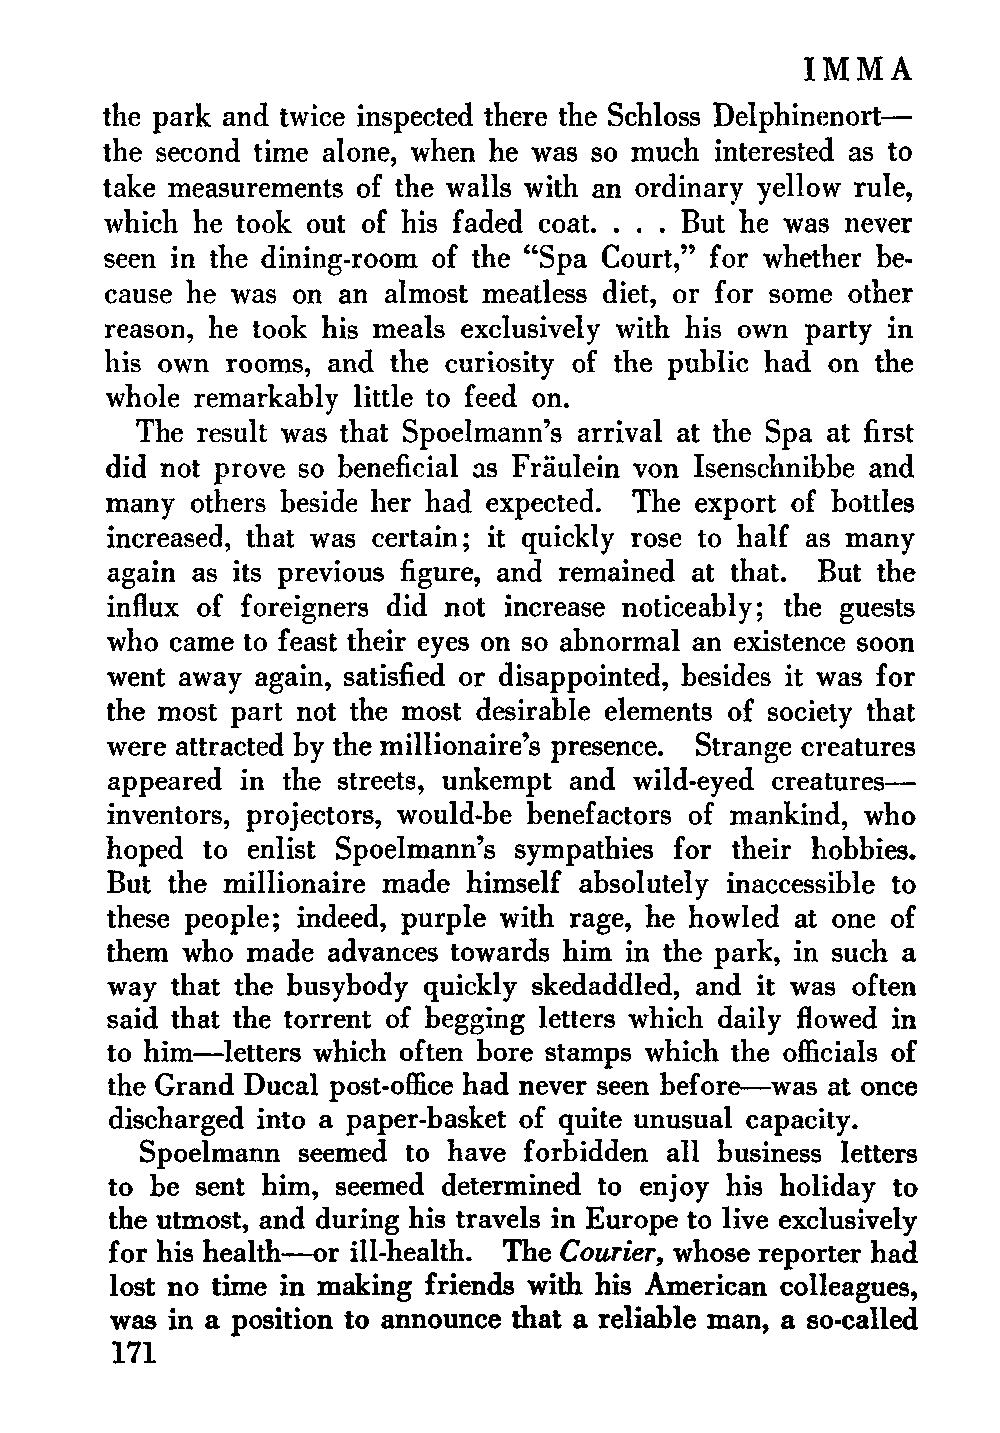 IMMA
the park and twice inspected there the Schloss Delphinenort—
the second time alone, when he was so much interested as to
take measurements of the walls with an ordinary yellow rule,
which he took out of his faded coat. . . . But he was never
seen in the dining-room of the “Spa Court,” for whether be-
cause he was on an almost meatless diet, or for some other
reason, he took his meals exclusively with his own party in
his own rooms, and the curiosity of the public had on the
whole remarkably little to feed on.
The result was that Spoelmann’s arrival at the Spa at first
did not prove so beneficial as Fräulein von Isenschnibbe and
many others beside her had expected. The export of bottles
increased, that was certain; it quickly rose to half as many
again as its previous figure, and remained at that. But the
influx of foreigners did not increase noticeably; the guests
who came to feast their eyes on so abnormal an existence soon
went away again, satisfied or disappointed, besides it was for
the most part not the most desirable elements of society that
were attracted by the millionaire’s presence. Strange creatures
appeared in the streets, unkempt and wild-eyed creatures—
inventors, projectors, would-be benefactors of mankind, who
hoped to enlist Spoelmann’s sympathies for their hobbies.
But the millionaire made himself absolutely inaccessible to
these people; indeed, purple with rage, he howled at one of
them who made advances towards him in the park, in such a
way that the busybody quickly skedaddled, and it was often
said that the torrent of begging letters which daily flowed in
to him—letters which often bore stamps which the officials of
the Grand Ducal post-office had never seen before—was at once
discharged into a paper-basket of quite unusual capacity.
Spoelmann seemed to have forbidden all business letters
to be sent him, seemed determined to enjoy his holiday to
the utmost, and during his travels in Europe to live exclusively
for his health—or ill-health. The Courier, whose reporter had
lost no time in making friends with his American colleagues,
was in a position to announce that a reliable man, a so-called
171